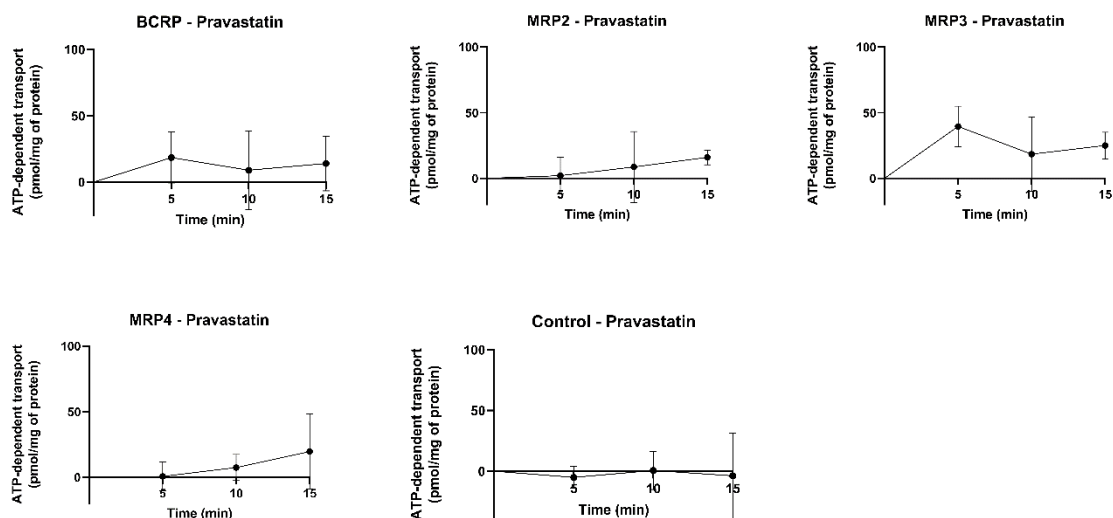 BCRP - Pravastatin
ATP-dependent transport
(pmol/mg of protein)
100
50
0
5
10
15
Time (min)
MRP2 - Pravastatin
ATP-dependent transport
(pmol/mg of protein)
100
50
0
5
10
15
Time (min)
MRP3 - Pravastatin
ATP-dependent transport
(pmol/mg of protein)
100
50
0
5
10
15
Time (min)
MRP4 - Pravastatin
ATP-dependent transport
(pmol/mg of protein)
100
50
0
5
10
15
Time (min)
Control - Pravastatin
ATP-dependent transport
(pmol/mg of protein)
100
50
0
5
10
15
Time (min)